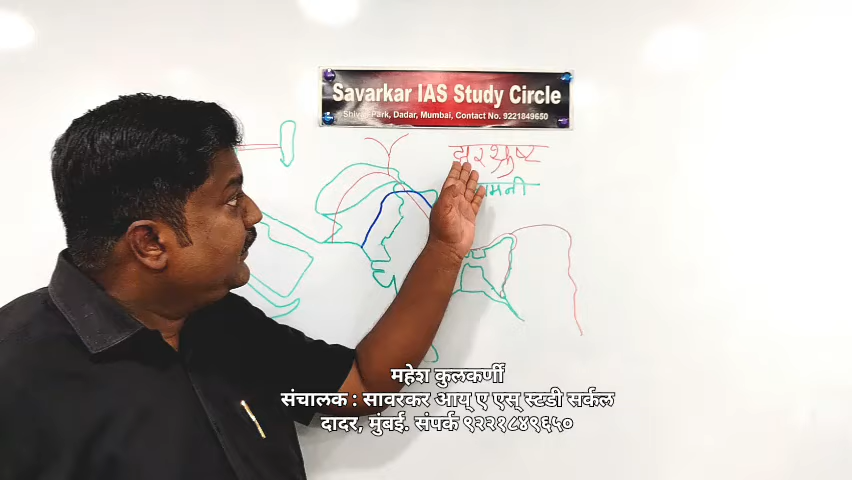 Savarkar IAS Study Circle
Shivaji Park, Dadar, Mumbai, Contact No. 9221849650
महेश कुलकर्णी
संचालक : सावरकर आय् ए एस् स्टडी सर्कल
दादर, मुंबई. संपर्क ९२२१८४९६५०